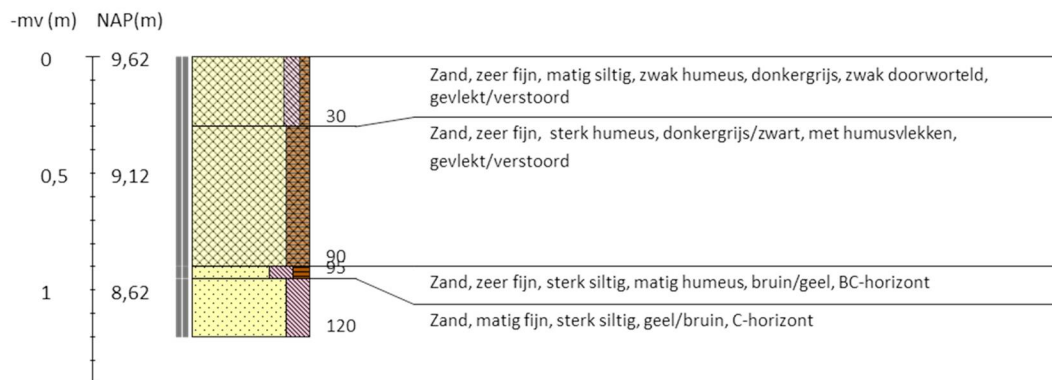 -mv (m) NAP(m)
0 9,62
Zand, zeer fijn, matig siltig, zwak humeus, donkergrijs, zwak doorworteld,
gevlekt/verstoord
30
Zand, zeer fijn, sterk humeus, donkergrijs/zwart, met humusvlekken,
gevlekt/verstoord
0,5 9,12
90
95
Zand, zeer fijn, sterk siltig, matig humeus, bruin/geel, BC-horizont
1 8,62
Zand, matig fijn, sterk siltig, geel/bruin, C-horizont
120